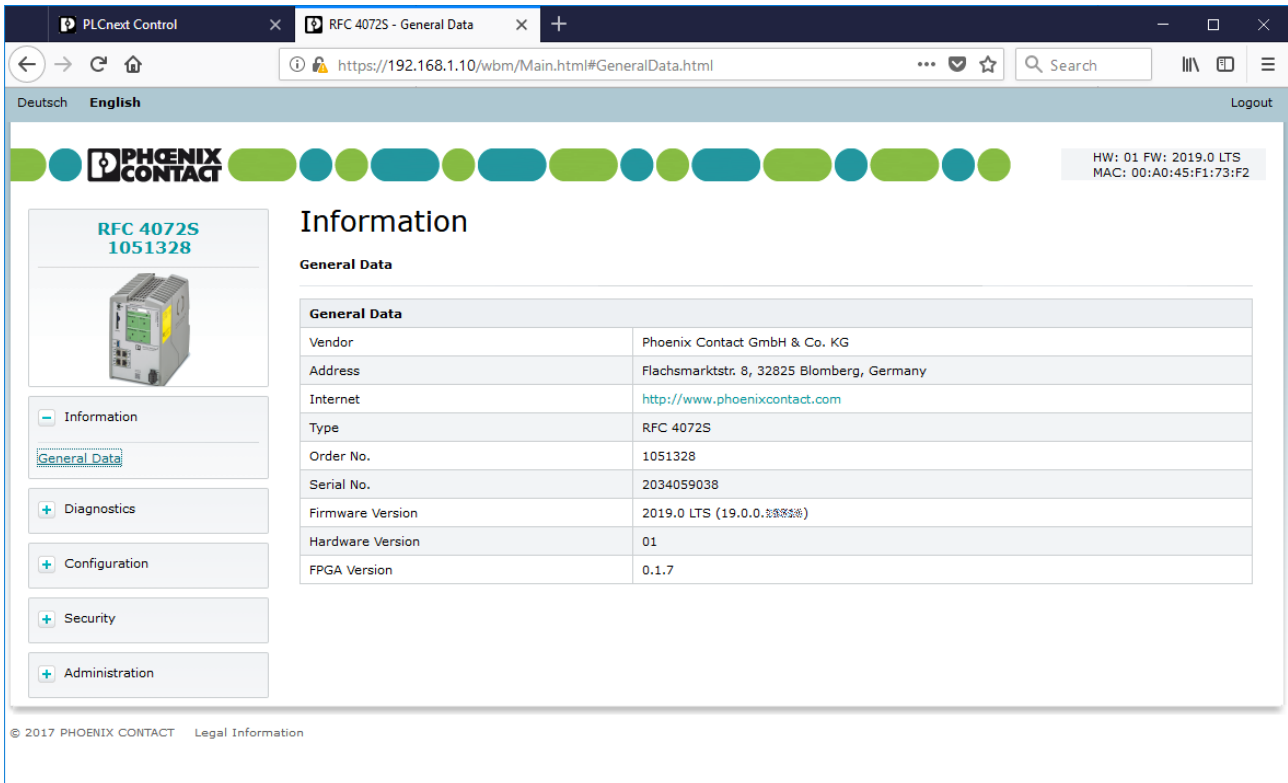 PLCnext Control
RFC 4072S - General Data
https://192.168.1.10/wbm/Main.html#GeneralData.html
Search
Deutsch English
Logout
PHŒNIX
CONTACT
HW: 01 FW: 2019.0 LTS
MAC: 00:A0:45:F1:73:F2
RFC 4072S
1051328
Information
General Data
Diagnostics
Configuration
Security
Administration
Information
General Data
General Data
Vendor Phoenix Contact GmbH & Co. KG
Address Flachsmarktstr. 8, 32825 Blomberg, Germany
Internet http://www.phoenixcontact.com
Type RFC 4072S
Order No. 1051328
Serial No. 2034059038
Firmware Version 2019.0 LTS (19.0.0. )
Hardware Version 01
FPGA Version 0.1.7
© 2017 PHOENIX CONTACT Legal Information